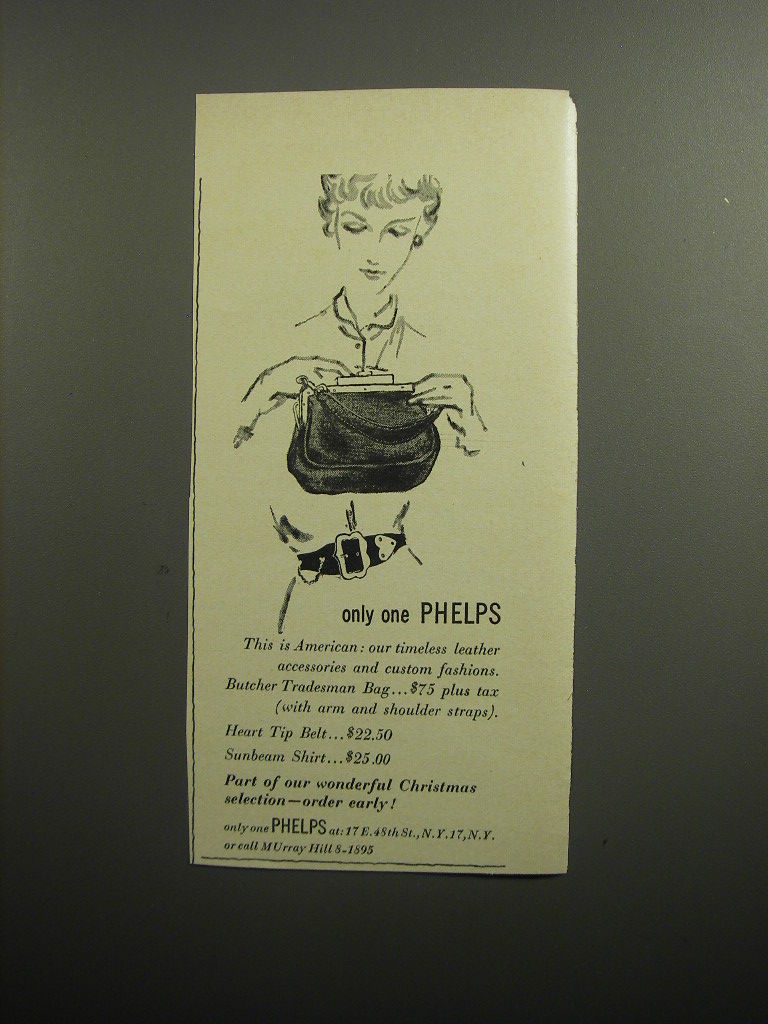 only one PHELPS
This is American: our timeless leather
accessories and custom fashions.
Butcher Tradesman Bag...$75 plus tax
(with arm and shoulder straps).
Heart Tip Belt...$22.50
Sunbeam Shirt...$25.00
Part of our wonderful Christmas
selection—order early!
only one PHELPS at: 17 E. 48th St., N.Y. 17, N.Y.
or call MUrray Hill 8-1895